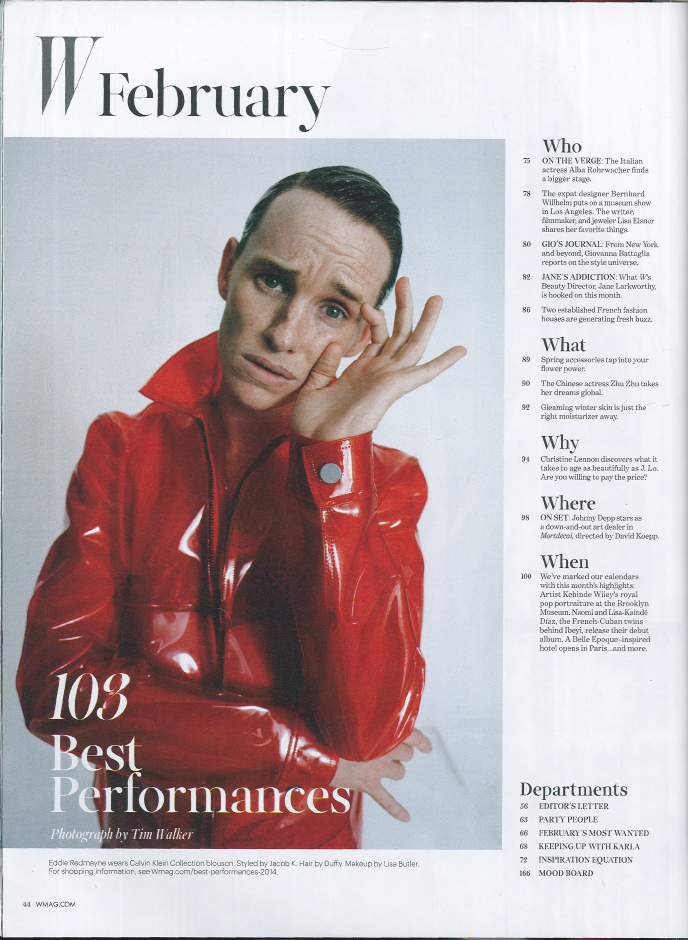 W February
Who
75 ON THE VERGE: The Italian
actress Alba Rohrwacher finds
a bigger stage.
78 The expat designer Bernhard
Willhelm puts on a museum show
in Los Angeles. The writer,
filmmaker, and jeweler Lisa Eisner
shares her favorite things.
80 GIO'S JOURNAL: From New York
and beyond, Giovanna Battaglia
reports on the style universe.
82 JANE'S ADDICTION: What W's
Beauty Director, Jane Larkworthy,
is hooked on this month.
86 Two established French fashion
houses are generating fresh buzz.
What
89 Spring accessories tap into your
flower power.
90 The Chinese actress Zhu Zhu takes
her dreams global.
92 Gleaming winter skin is just the
right moisturizer away.
Why
94 Christine Lennon discovers what it
takes to age as beautifully as J. Lo.
Are you willing to pay the price?
Where
98 ON SET: Johnny Depp stars as
a down-and-out art dealer in
Mortdecai, directed by David Koepp.
When
100 We've marked our calendars
with this month's highlights:
Artist Kehinde Wiley's royal
pop portraiture at the Brooklyn
Museum. Naomi and Lisa-Kaindé
Díaz, the French-Cuban twins
behind Ibeyi, release their debut
album. A Belle Epoque–inspired
hotel opens in Paris...and more.
103
Best
Performances
Photograph by Tim Walker
Departments
56 EDITOR'S LETTER
63 PARTY PEOPLE
66 FEBRUARY'S MOST WANTED
68 KEEPING UP WITH KARLA
72 INSPIRATION EQUATION
166 MOOD BOARD
Eddie Redmayne wears Calvin Klein Collection blouson. Styled by Jacob K. Hair by Duffy. Makeup by Lisa Butler.
For shopping information, see Wmag.com/best-performances-2014.
44 WMAG.COM